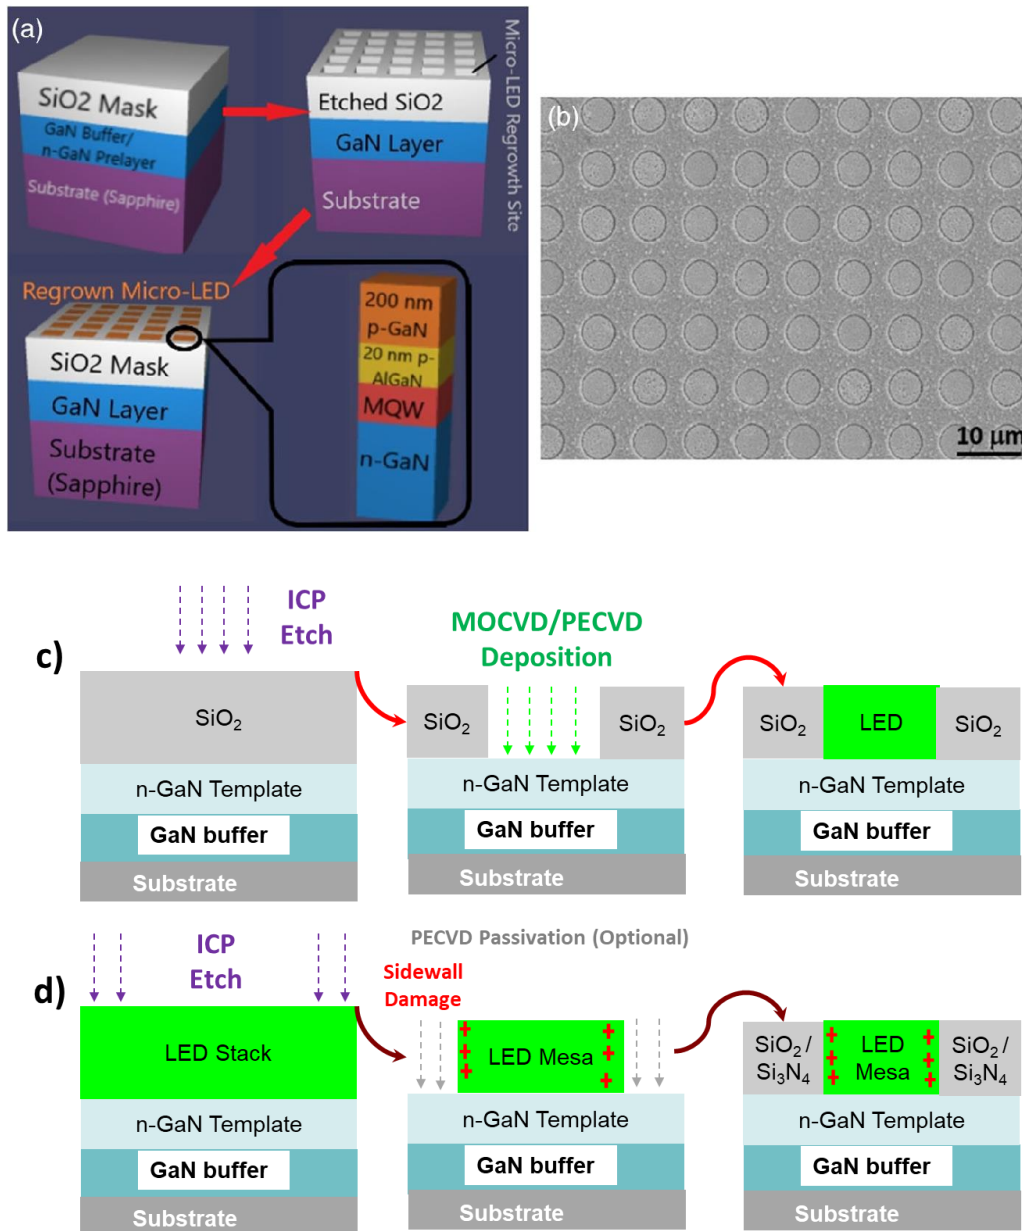 (a)
SiO2 Mask
GaN Buffer/
n-GaN Prelayer
Substrate (Sapphire)
Etched SiO2
GaN Layer
Substrate
Micro-LED Regrowth Site
Regrown Micro-LED
SiO2 Mask
GaN Layer
Substrate
(Sapphire)
200 nm
p-GaN
20 nm p-
AlGaN
MQW
n-GaN
(b)
10 µm
c)
ICP
Etch
SiO₂
n-GaN Template
GaN buffer
Substrate
MOCVD/PECVD
Deposition
SiO₂
SiO₂
n-GaN Template
GaN buffer
Substrate
SiO₂
LED
SiO₂
n-GaN Template
GaN buffer
Substrate
d)
ICP
Etch
LED Stack
n-GaN Template
GaN buffer
Substrate
PECVD Passivation (Optional)
Sidewall
Damage
LED Mesa
n-GaN Template
GaN buffer
Substrate
SiO₂ /
Si₃N₄
LED
Mesa
SiO₂ /
Si₃N₄
n-GaN Template
GaN buffer
Substrate